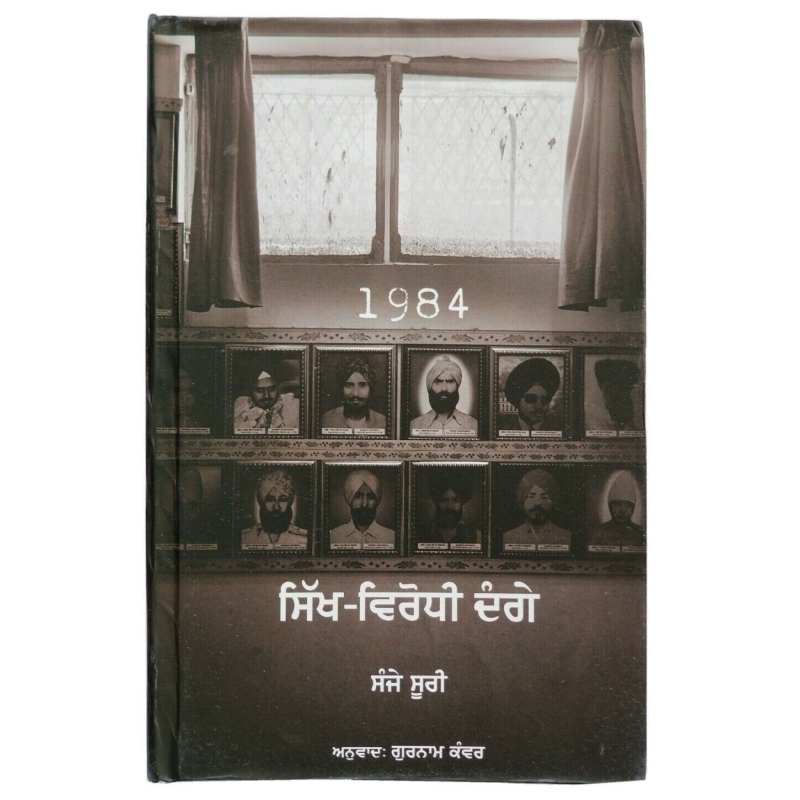 1984
ਸਿੱਖ-ਵਿਰੋਧੀ ਦੰਗੇ
ਸੰਜੇ ਸੂਰੀ
ਅਨੁਵਾਦ: ਗੁਰਨਾਮ ਕੰਵਰ